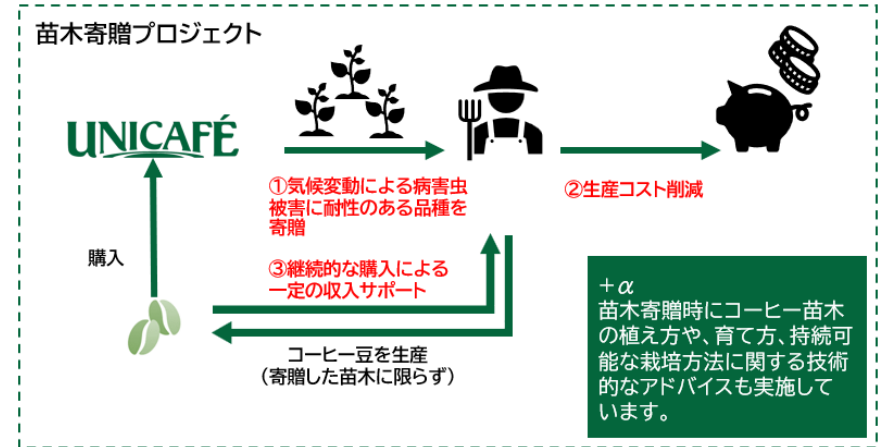 苗木寄贈プロジェクト
UNICAFÉ
①気候変動による病害虫
被害に耐性のある品種を
寄贈
②生産コスト削減
購入
③継続的な購入による
一定の収入サポート
コーヒー豆を生産
（寄贈した苗木に限らず）
+α
苗木寄贈時にコーヒー苗木
の植え方や、育て方、持続可
能な栽培方法に関する技術
的なアドバイスも実施して
います。